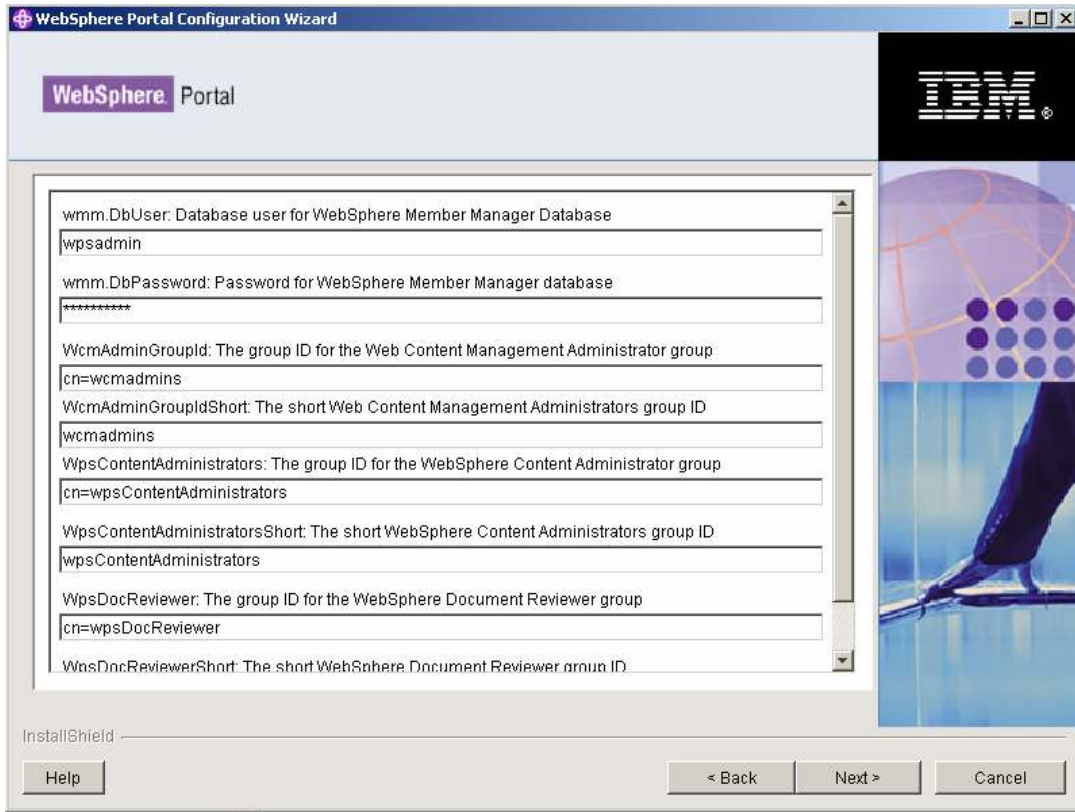 WebSphere Portal Configuration Wizard
WebSphere. Portal
IBM®
wmm.DbUser: Database user for WebSphere Member Manager Database
wpsadmin
wmm.DbPassword: Password for WebSphere Member Manager database
**********
WcmAdminGroupId: The group ID for the Web Content Management Administrator group
cn=wcmadmins
WcmAdminGroupIdShort: The short Web Content Management Administrators group ID
wcmadmins
WpsContentAdministrators: The group ID for the WebSphere Content Administrator group
cn=wpsContentAdministrators
WpsContentAdministratorsShort: The short WebSphere Content Administrators group ID
wpsContentAdministrators
WpsDocReviewer: The group ID for the WebSphere Document Reviewer group
cn=wpsDocReviewer
WpsDocReviewerShort: The short WebSphere Document Reviewer group ID
InstallShield
Help
< Back
Next >
Cancel